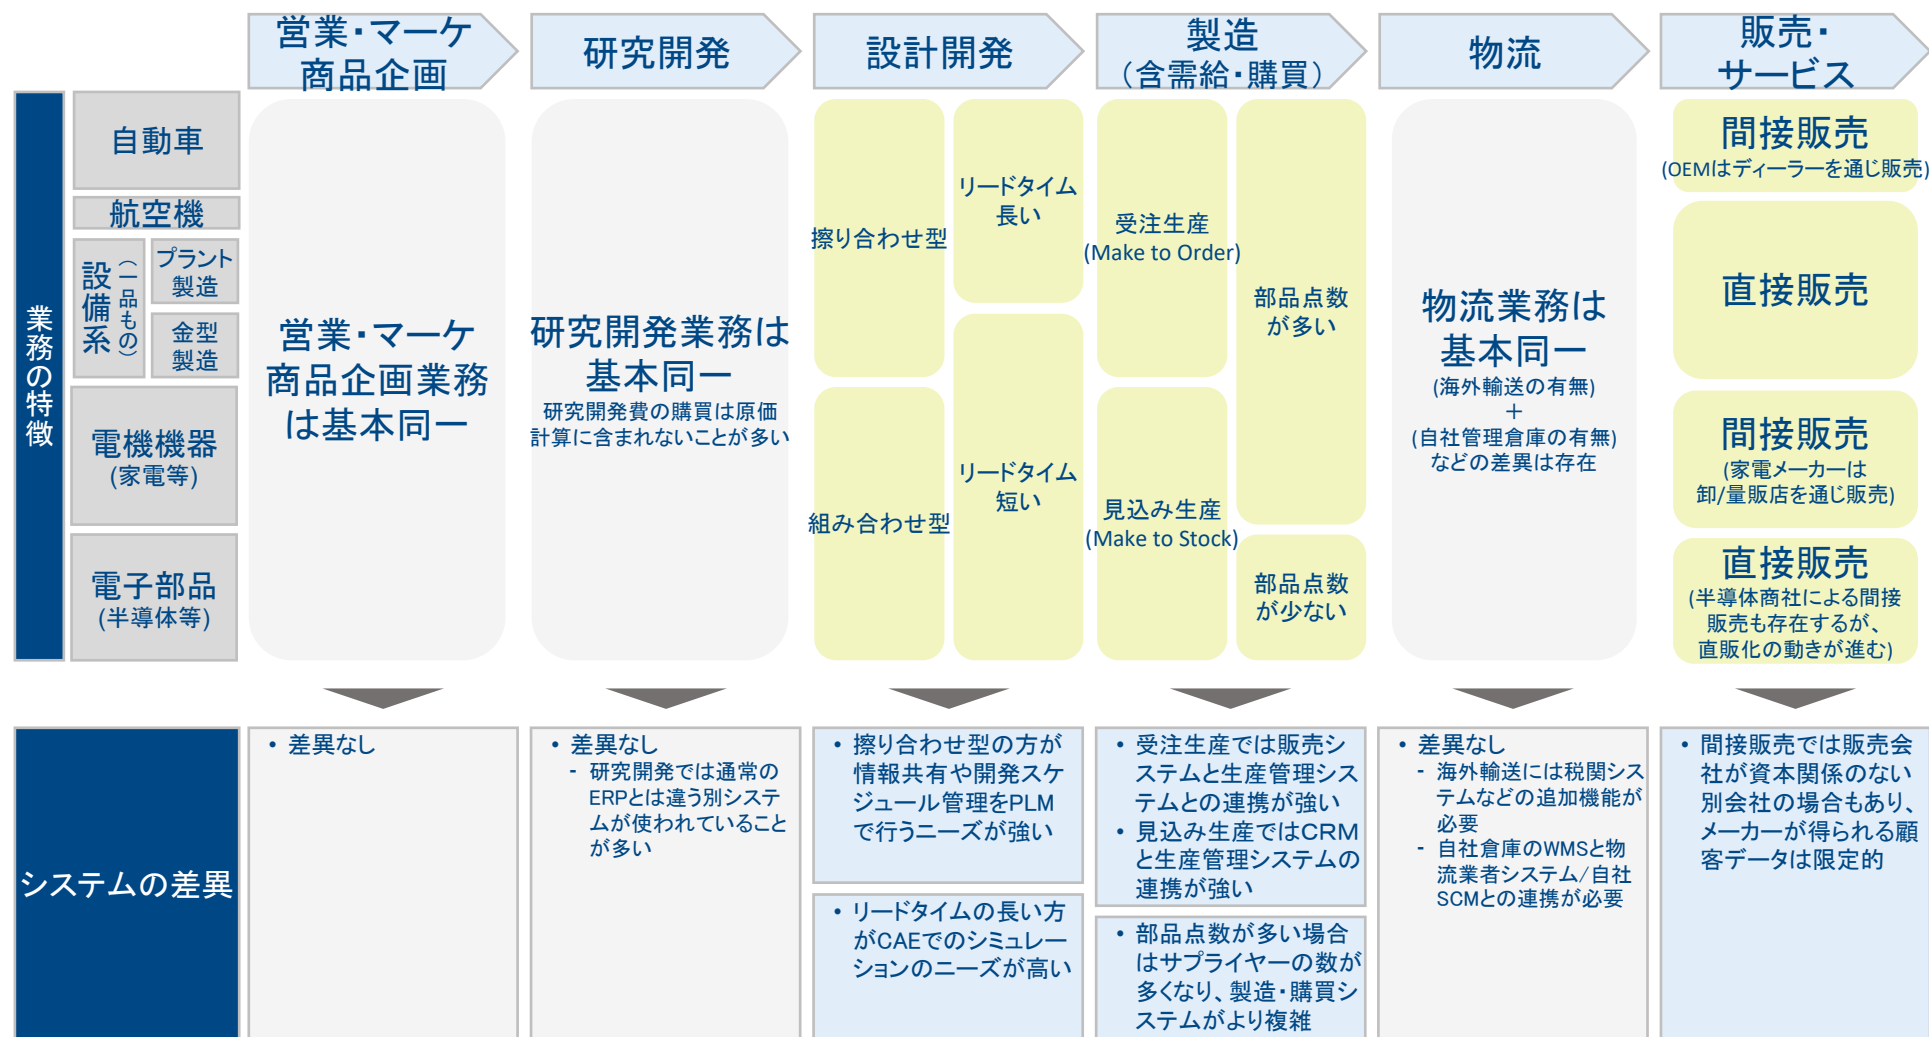 営業・マーケ
商品企画
研究開発
設計開発
製造
（含需給・購買）
物流
販売・
サービス
業務の特徴
自動車
航空機
設備系
（一品もの）
プラント
製造
金型
製造
電機機器
(家電等)
電子部品
(半導体等)
営業・マーケ
商品企画業務
は基本同一
研究開発業務は
基本同一
研究開発費の購買は原価
計算に含まれないことが多い
擦り合わせ型
組み合わせ型
リードタイム
長い
リードタイム
短い
受注生産
(Make to Order)
見込み生産
(Make to Stock)
部品点数
が多い
部品点数
が少ない
物流業務は
基本同一
(海外輸送の有無)
＋
(自社管理倉庫の有無)
などの差異は存在
間接販売
(OEMはディーラーを通じ販売)
直接販売
間接販売
(家電メーカーは
卸/量販店を通じ販売)
直接販売
(半導体商社による間接
販売も存在するが、
直販化の動きが進む)
システムの差異
• 差異なし
• 差異なし
- 研究開発では通常の
ERPとは違う別システ
ムが使われていること
が多い
• 擦り合わせ型の方が
情報共有や開発スケ
ジュール管理をPLM
で行うニーズが強い
• リードタイムの長い方
がCAEでのシミュレー
ションのニーズが高い
• 受注生産では販売シ
ステムと生産管理シス
テムとの連携が強い
• 見込み生産ではCRM
と生産管理システムの
連携が強い
• 部品点数が多い場合
はサプライヤーの数が
多くなり、製造・購買シ
ステムがより複雑
• 差異なし
- 海外輸送には税関シス
テムなどの追加機能が
必要
- 自社倉庫のWMSと物
流業者システム/自社
SCMとの連携が必要
• 間接販売では販売会
社が資本関係のない
別会社の場合もあり、
メーカーが得られる顧
客データは限定的